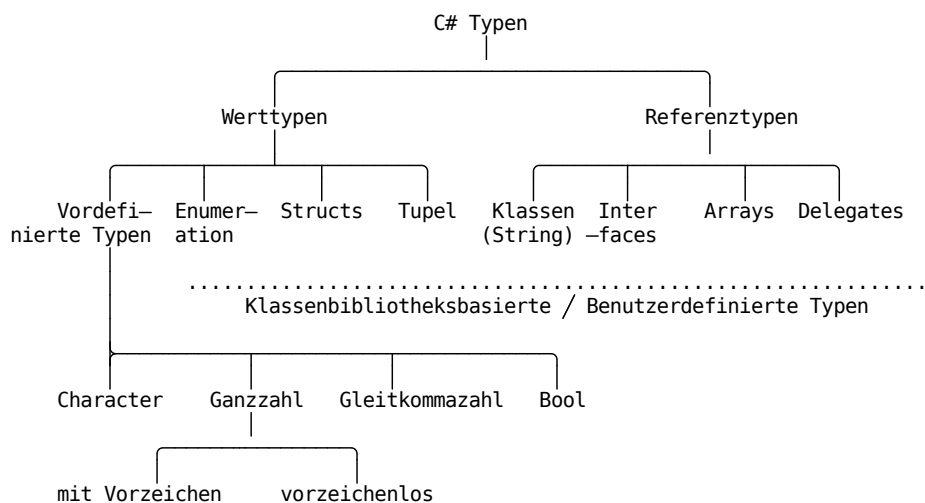 C# Typen
Werttypen Referenztypen
Vordefi– Enumer– Structs Tupel Klassen Inter Arrays Delegates
nierte Typen ation (String) –faces
Klassenbibliotheksbasierte / Benutzerdefinierte Typen
Character Ganzzahl Gleitkommazahl Bool
mit Vorzeichen vorzeichenlos